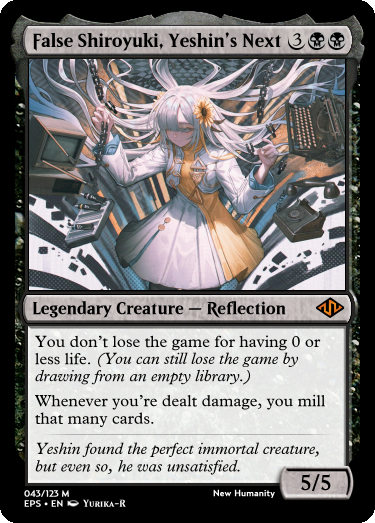 False Shiroyuki, Yeshin's Next 3
Legendary Creature — Reflection
You don't lose the game for having 0 or
less life. (You can still lose the game by
drawing from an empty library.)
Whenever you're dealt damage, you mill
that many cards.
Yeshin found the perfect immortal creature,
but even so, he was unsatisfied.
5/5
043/123 M
New Humanity
EPS • EN Yurika-R